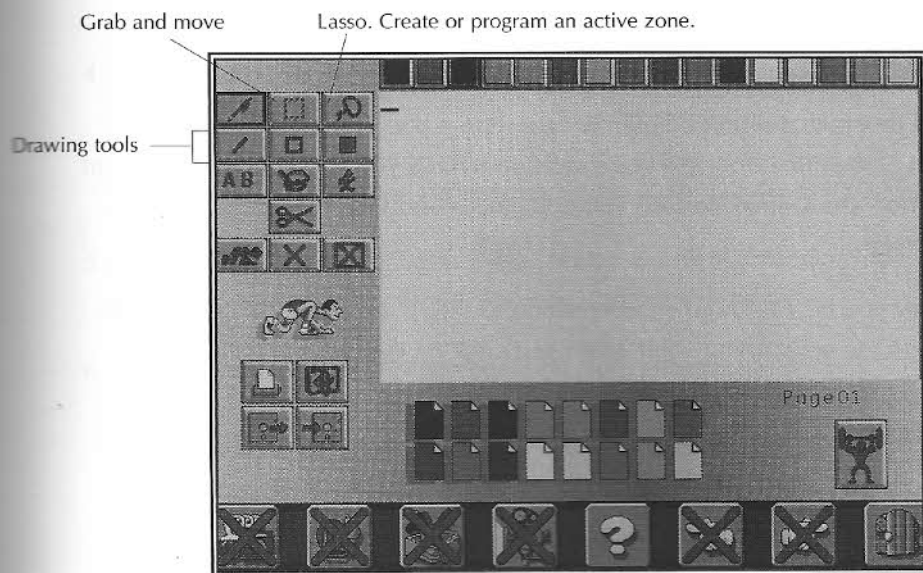 Grab and move
Lasso. Create or program an active zone.
Drawing tools
AB
Page01
?